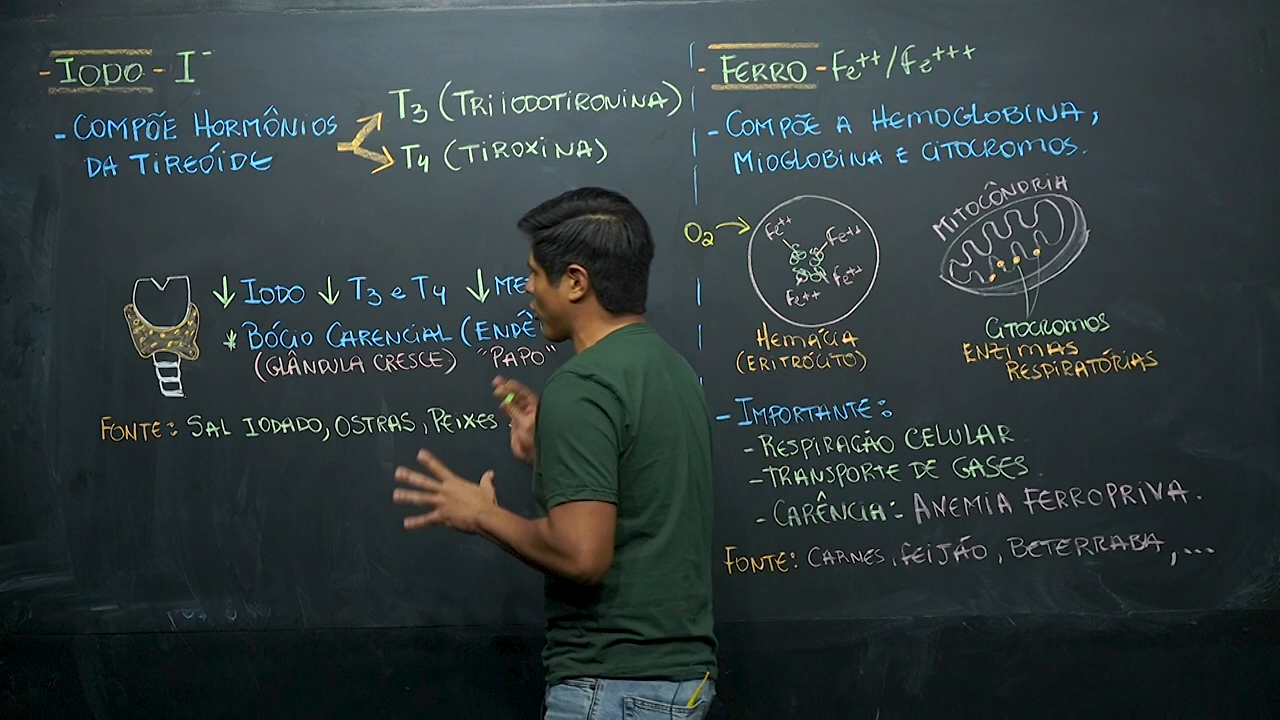 - IODO - I⁻
- COMPÕE HORMÔNIOS
DA TIREÓIDE
T3 (TRIIODOTIRONINA)
T4 (TIROXINA)
↓ IODO ↓ T3 e T4 ↓
* BÓCIO CARENCIAL
(GLÂNDULA CRESCE) "PAPO"
FONTE: SAL IODADO, OSTRAS, PEIXES
- FERRO - Fe++/Fe+++
- COMPÕE A HEMOGLOBINA,
MIOGLOBINA E CITOCROMOS.
O2 →
Fe++
Fe++
Fe++
Fe++
HEMÁCIA
(ERITRÓCITO)
MITOCÔNDRIA
CITOCROMOS
ENZIMAS
RESPIRATÓRIAS
- IMPORTANTE:
- RESPIRAÇÃO CELULAR
- TRANSPORTE DE GASES.
- CARÊNCIA: ANEMIA FERROPRIVA.
FONTE: CARNES, FEIJÃO, BETERRABA, ...